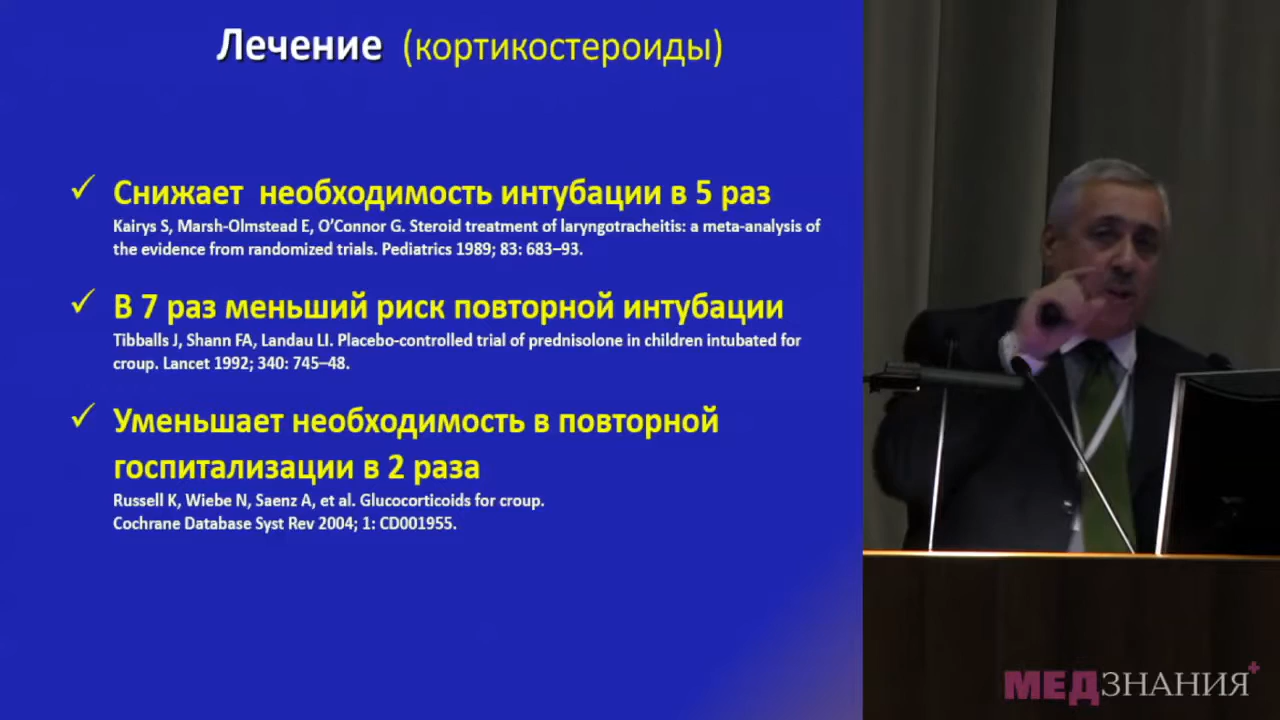 Лечение (кортикостероиды)
✓ Снижает необходимость интубации в 5 раз
Kairys S, Marsh-Olmstead E, O’Connor G. Steroid treatment of laryngotracheitis: a meta-analysis of
the evidence from randomized trials. Pediatrics 1989; 83: 683–93.
✓ В 7 раз меньший риск повторной интубации
Tibballs J, Shann FA, Landau LI. Placebo-controlled trial of prednisolone in children intubated for
croup. Lancet 1992; 340: 745–48.
✓ Уменьшает необходимость в повторной
госпитализации в 2 раза
Russell K, Wiebe N, Saenz A, et al. Glucocorticoids for croup.
Cochrane Database Syst Rev 2004; 1: CD001955.
МЕДЗНАНИЯ+